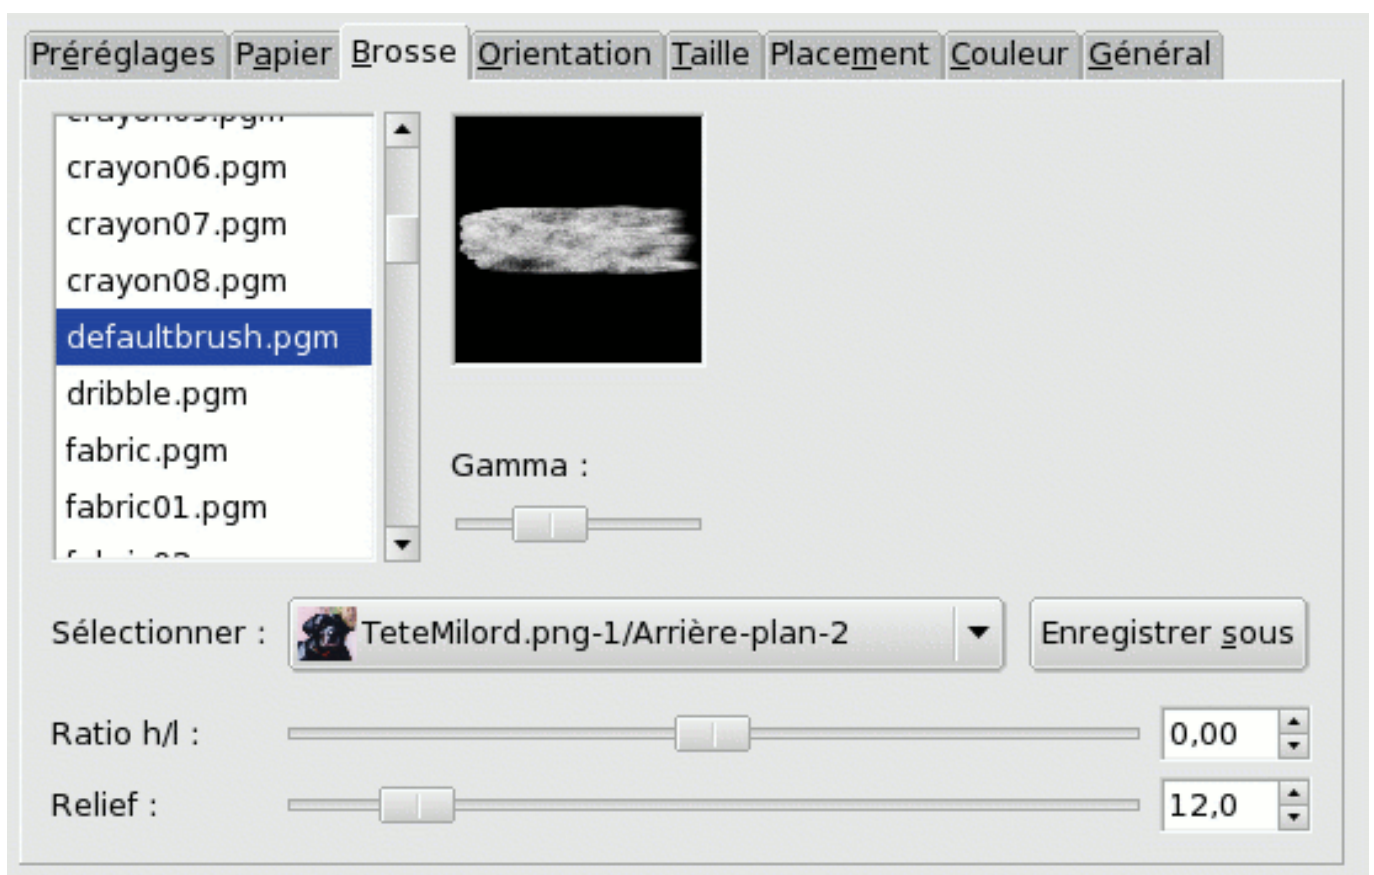 Préréglages Papier Brosse Orientation Taille Placement Couleur Général
crayon06.pgm
crayon07.pgm
crayon08.pgm
defaultbrush.pgm
dribble.pgm
fabric.pgm
fabric01.pgm
Gamma :
Sélectionner : TeteMilord.png-1/Arrière-plan-2 Enregistrer sous
Ratio h/l : 0,00
Relief : 12,0